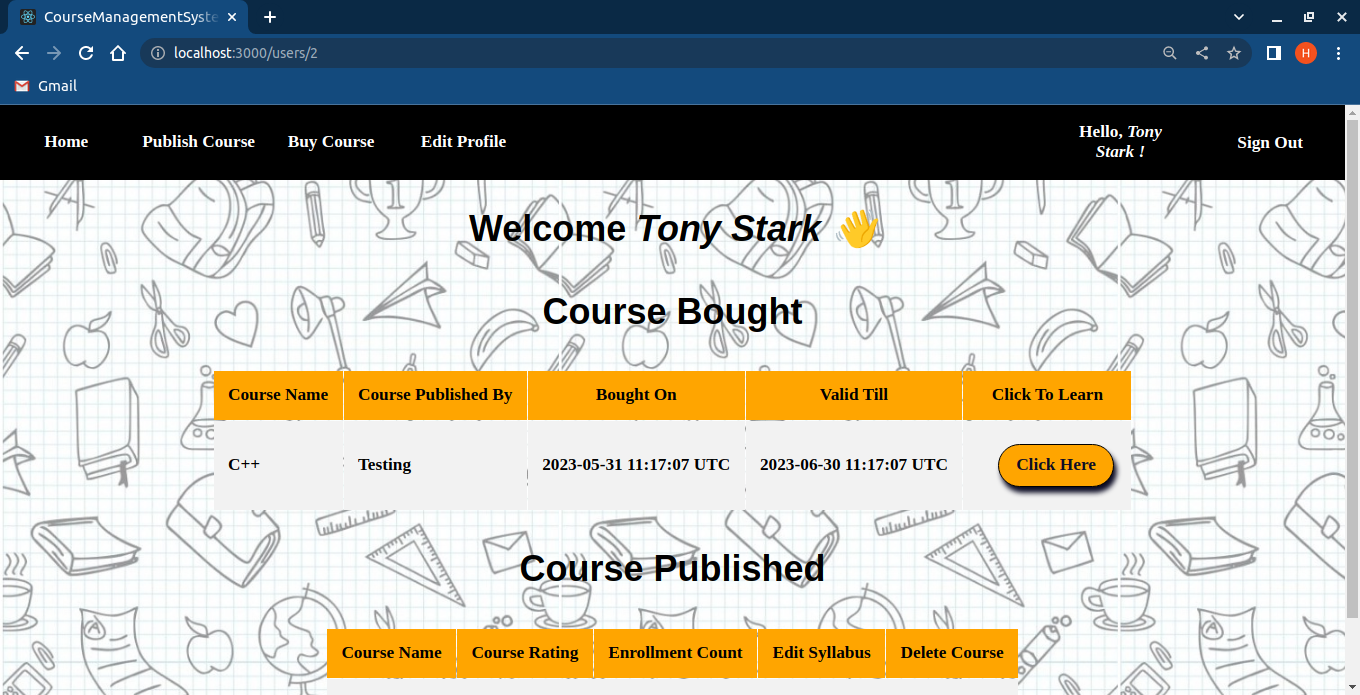 CourseManagementSyste
localhost:3000/users/2
H
Gmail
Home Publish Course Buy Course Edit Profile Hello, Tony Stark ! Sign Out
Welcome Tony Stark 👋
Course Bought
Course Name Course Published By Bought On Valid Till Click To Learn
C++ Testing 2023-05-31 11:17:07 UTC 2023-06-30 11:17:07 UTC Click Here
Course Published
Course Name Course Rating Enrollment Count Edit Syllabus Delete Course